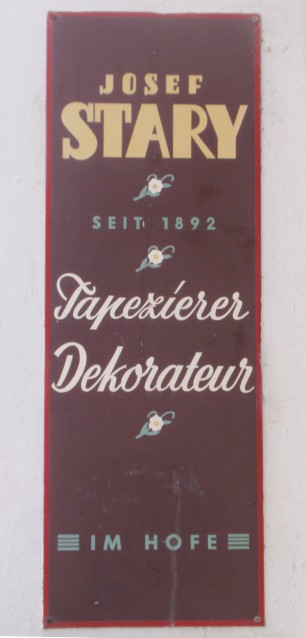 JOSEF
STARY
SEIT 1892
Tapezierer
Dekorateur
IM HOFE